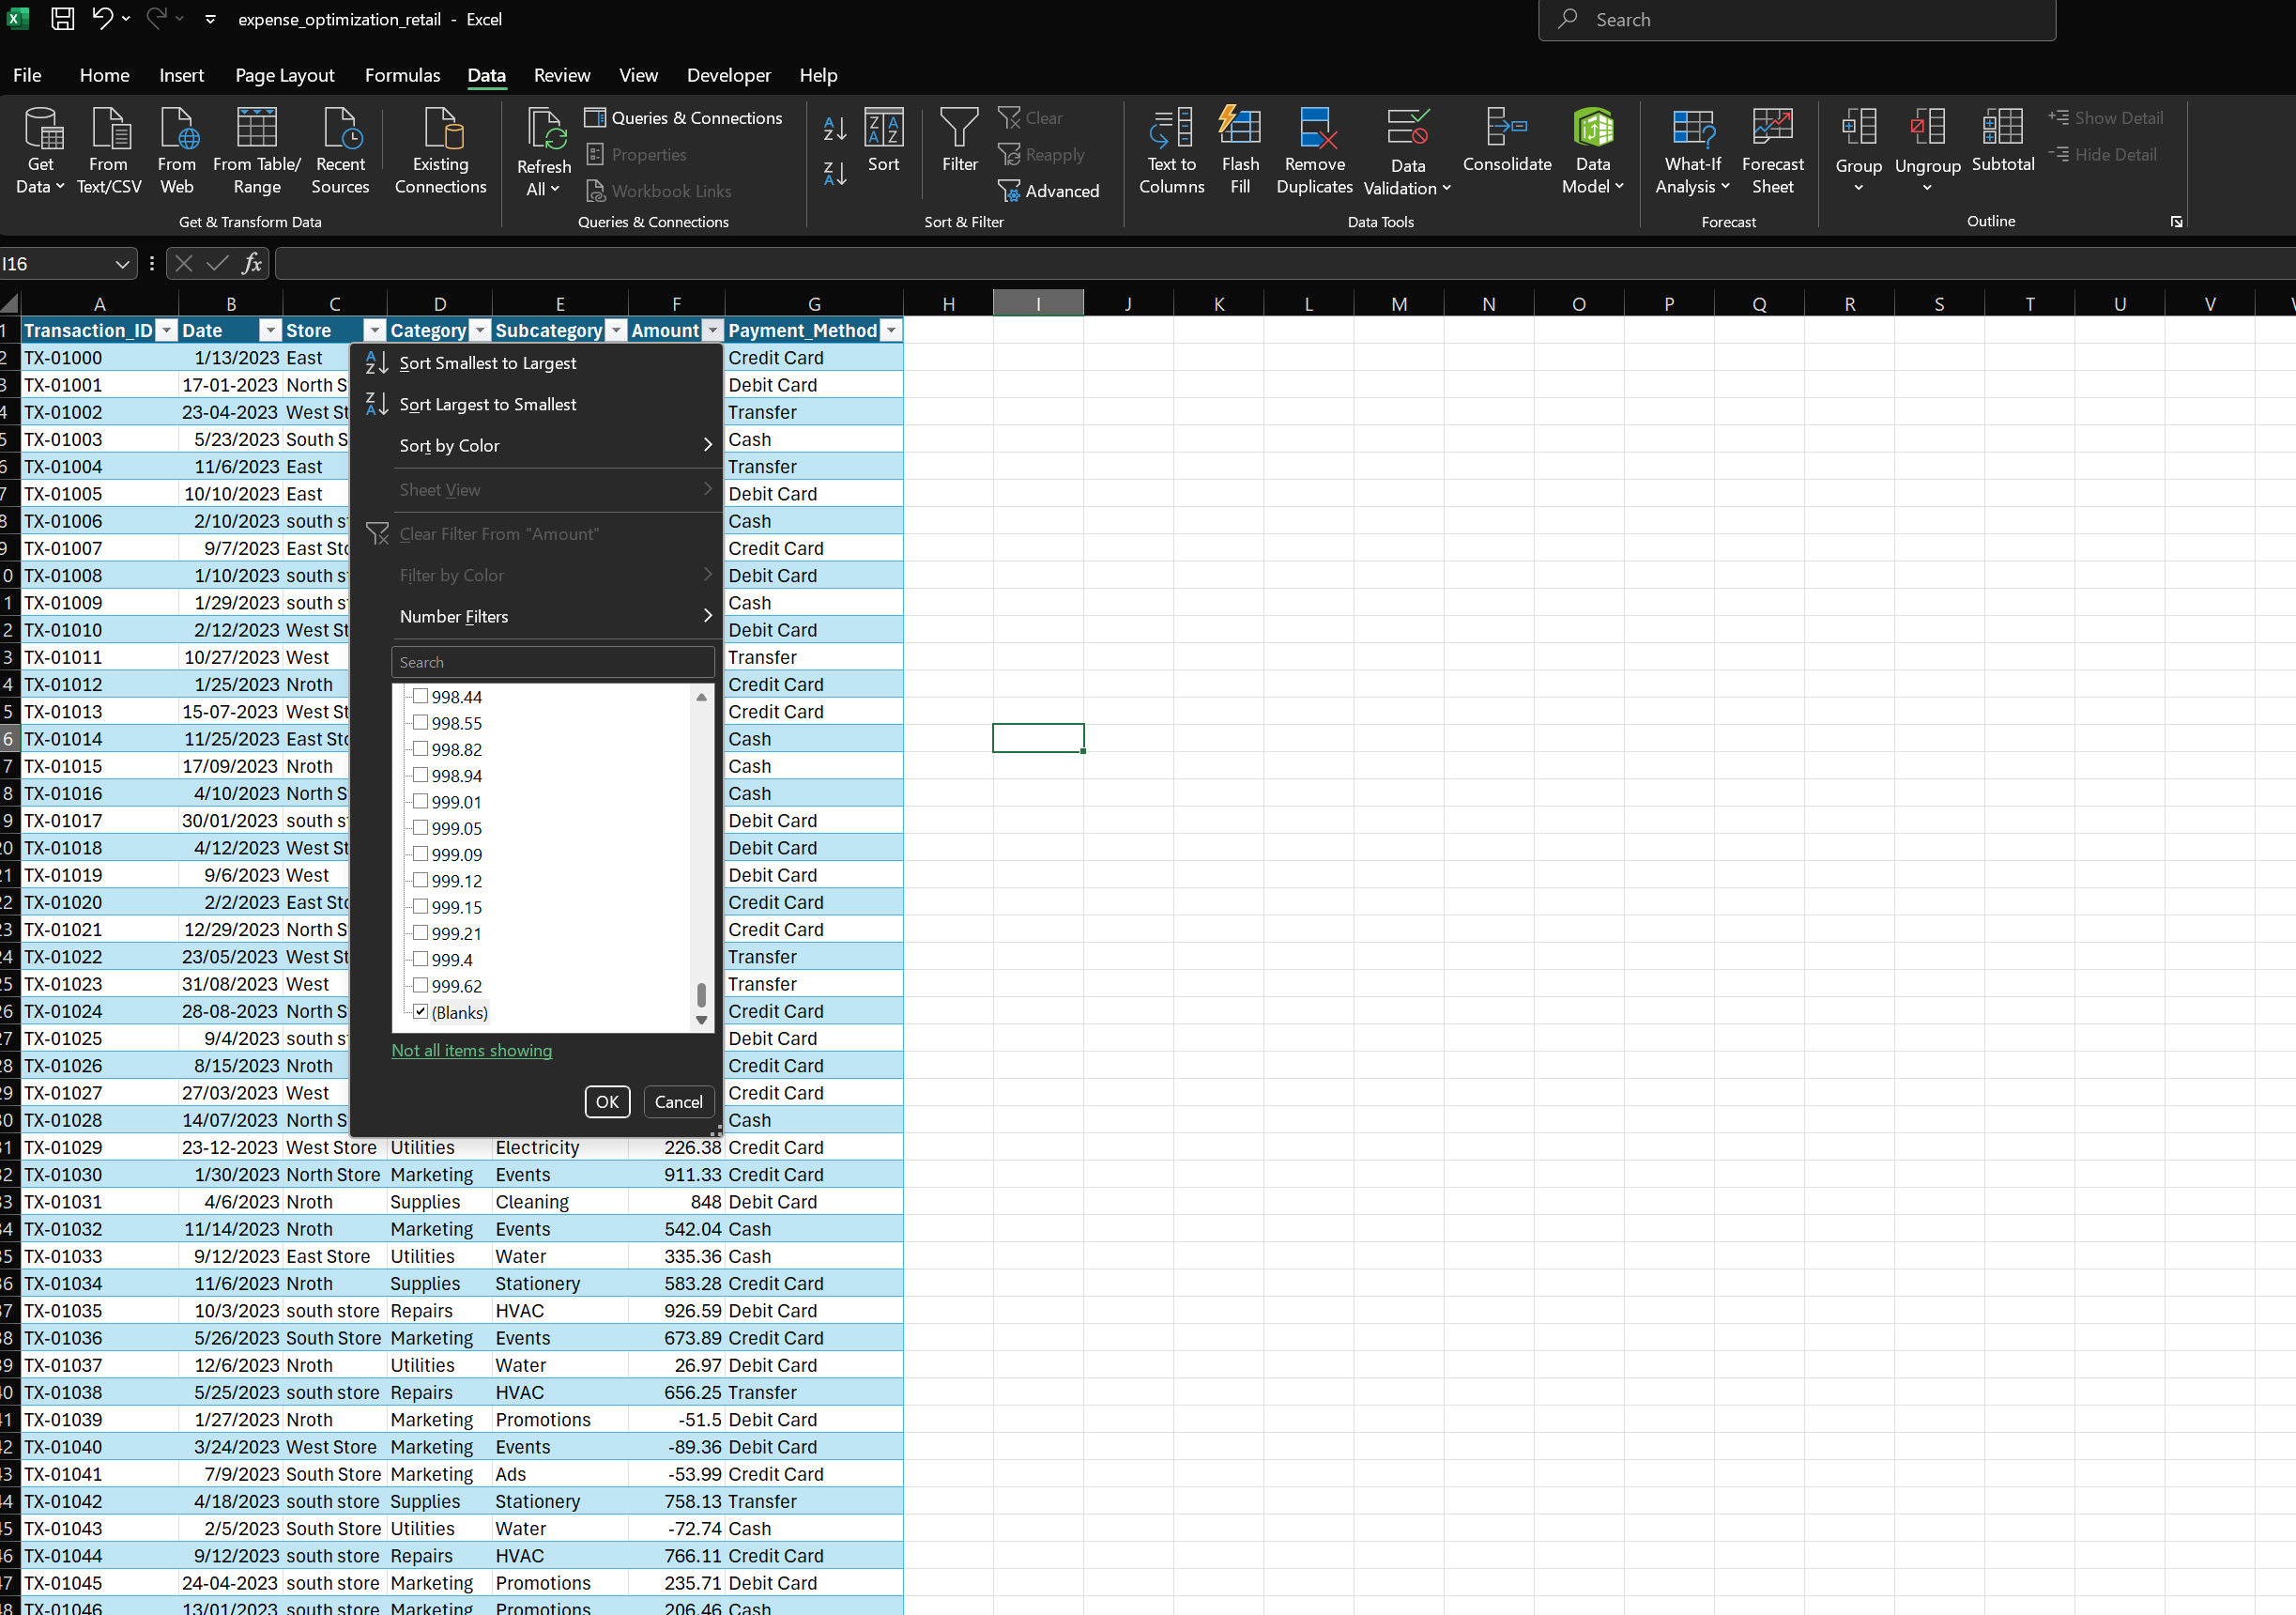 expense_optimization_retail - Excel
Search
File Home Insert Page Layout Formulas Data Review View Developer Help
Get Data
From Text/CSV
From Web
From Table/ Range
Recent Sources
Existing Connections
Get & Transform Data
Refresh All
Queries & Connections
Properties
Workbook Links
Queries & Connections
Sort
Filter
Clear
Reapply
Advanced
Sort & Filter
Text to Columns
Flash Fill
Remove Duplicates
Data Validation
Consolidate
Data Model
Data Tools
What-If Analysis
Forecast Sheet
Forecast
Group
Ungroup
Subtotal
Show Detail
Hide Detail
Outline
I16
fx
A B C D E F G H I J K L M N O P Q R S T U V
1 Transaction_ID Date Store Category Subcategory Amount Payment_Method
2 TX-01000 1/13/2023 East Credit Card
3 TX-01001 17-01-2023 North S Debit Card
4 TX-01002 23-04-2023 West St Transfer
5 TX-01003 5/23/2023 South S Cash
6 TX-01004 11/6/2023 East Transfer
7 TX-01005 10/10/2023 East Debit Card
8 TX-01006 2/10/2023 south s Cash
9 TX-01007 9/7/2023 East Sto Credit Card
0 TX-01008 1/10/2023 south s Debit Card
1 TX-01009 1/29/2023 south s Cash
2 TX-01010 2/12/2023 West St Debit Card
3 TX-01011 10/27/2023 West Transfer
4 TX-01012 1/25/2023 Nroth Credit Card
5 TX-01013 15-07-2023 West St Credit Card
6 TX-01014 11/25/2023 East Sto Cash
7 TX-01015 17/09/2023 Nroth Cash
8 TX-01016 4/10/2023 North S Cash
9 TX-01017 30/01/2023 south s Debit Card
20 TX-01018 4/12/2023 West St Debit Card
21 TX-01019 9/6/2023 West Debit Card
22 TX-01020 2/2/2023 East Sto Credit Card
23 TX-01021 12/29/2023 North S Credit Card
24 TX-01022 23/05/2023 West St Transfer
25 TX-01023 31/08/2023 West Transfer
26 TX-01024 28-08-2023 North S Credit Card
27 TX-01025 9/4/2023 south s Debit Card
28 TX-01026 8/15/2023 Nroth Credit Card
29 TX-01027 27/03/2023 West Credit Card
30 TX-01028 14/07/2023 North S Cash
31 TX-01029 23-12-2023 West Store Utilities Electricity 226.38 Credit Card
32 TX-01030 1/30/2023 North Store Marketing Events 911.33 Credit Card
33 TX-01031 4/6/2023 Nroth Supplies Cleaning 848 Debit Card
34 TX-01032 11/14/2023 Nroth Marketing Events 542.04 Cash
35 TX-01033 9/12/2023 East Store Utilities Water 335.36 Cash
36 TX-01034 11/6/2023 Nroth Supplies Stationery 583.28 Credit Card
37 TX-01035 10/3/2023 south store Repairs HVAC 926.59 Debit Card
38 TX-01036 5/26/2023 South Store Marketing Events 673.89 Credit Card
39 TX-01037 12/6/2023 Nroth Utilities Water 26.97 Debit Card
40 TX-01038 5/25/2023 south store Repairs HVAC 656.25 Transfer
41 TX-01039 1/27/2023 Nroth Marketing Promotions -51.5 Debit Card
42 TX-01040 3/24/2023 West Store Marketing Events -89.36 Debit Card
43 TX-01041 7/9/2023 South Store Marketing Ads -53.99 Credit Card
44 TX-01042 4/18/2023 south store Supplies Stationery 758.13 Transfer
45 TX-01043 2/5/2023 South Store Utilities Water -72.74 Cash
46 TX-01044 9/12/2023 south store Repairs HVAC 766.11 Credit Card
47 TX-01045 24-04-2023 south store Marketing Promotions 235.71 Debit Card
48 TX-01046 13/01/2023 south store Marketing Promotions 206.46 Cash
Sort Smallest to Largest
Sort Largest to Smallest
Sort by Color
Sheet View
Clear Filter From "Amount"
Filter by Color
Number Filters
Search
998.44
998.55
998.82
998.94
999.01
999.05
999.09
999.12
999.15
999.21
999.4
999.62
(Blanks)
Not all items showing
OK Cancel